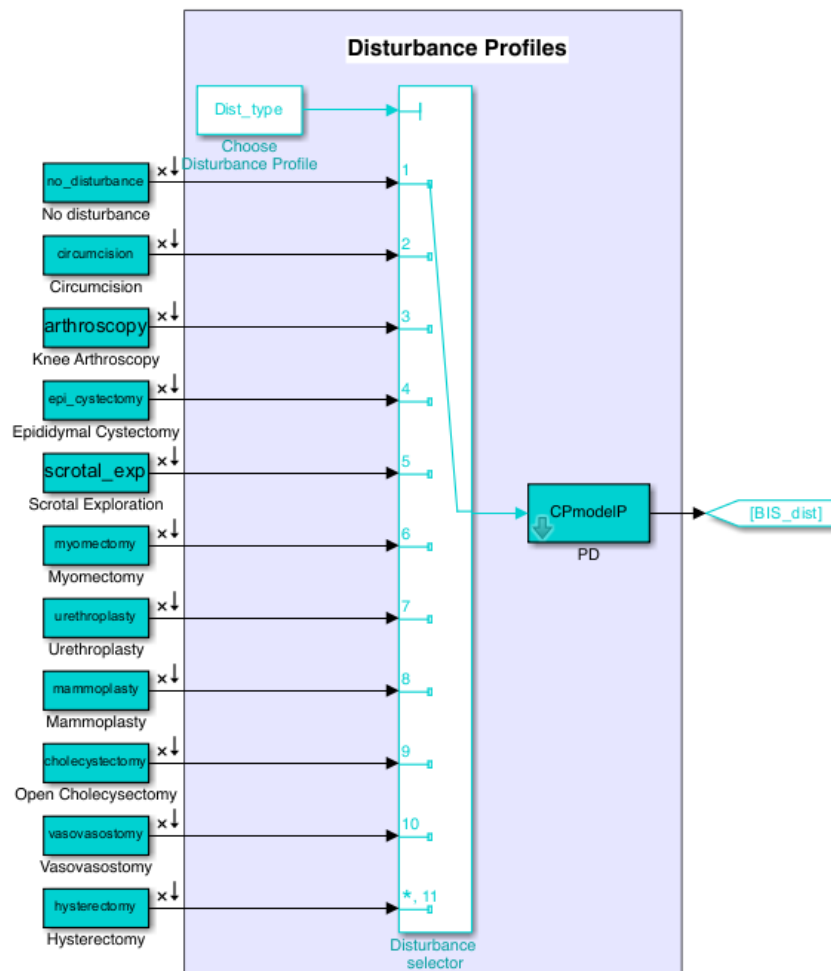 Disturbance Profiles
Dist_type
Choose
Disturbance Profile
no_disturbance
1
No disturbance
circumcision
2
Circumcision
arthroscopy
3
Knee Arthroscopy
epi_cystectomy
4
Epididymal Cystectomy
scrotal_exp
5
Scrotal Exploration
CPmodelP
[BIS_dist]
PD
myomectomy
6
Myomectomy
urethroplasty
7
Urethroplasty
mammoplasty
8
Mammoplasty
cholecystectomy
9
Open Cholecysectomy
vasovasostomy
10
Vasovasostomy
hysterectomy
*, 11
Hysterectomy
Disturbance
selector